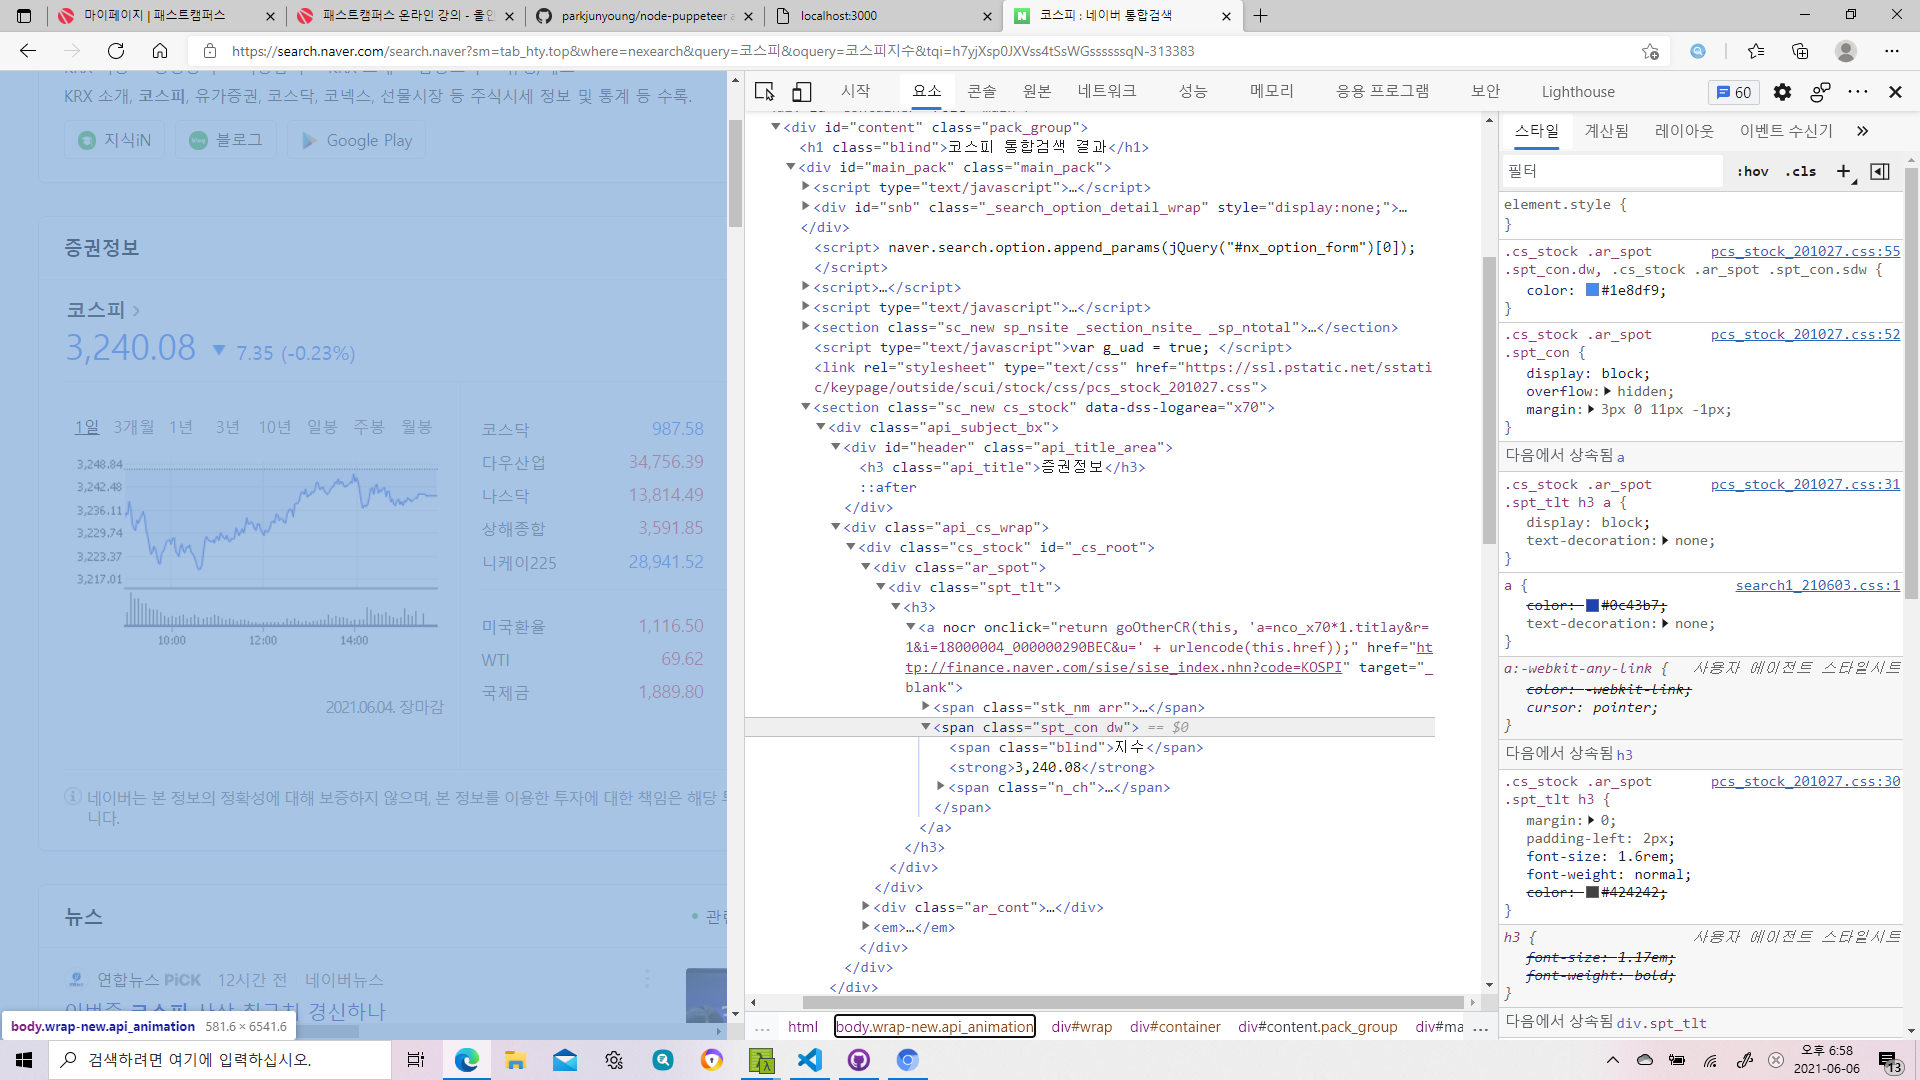 마이페이지 | 패스트캠퍼스
패스트캠퍼스 온라인 강의 - 올인
parkjunyoung/node-puppeteer a
localhost:3000
코스피 : 네이버 통합검색
https://search.naver.com/search.naver?sm=tab_hty.top&where=nexearch&query=코스피&oquery=코스피지수&tqi=h7yjXsp0JXVss4tSsWGssssssqN-313383
KRX 소개, 코스피, 유가증권, 코스닥, 코넥스, 선물시장 등 주식시세 정보 및 통계 등 수록.
지식iN 블로그 Google Play
증권정보
코스피
3,240.08 ▼ 7.35 (-0.23%)
1일 3개월 1년 3년 10년 일봉 주봉 월봉
3,248.84
3,242.48
3,236.11
3,229.74
3,223.37
3,217.01
10:00 12:00 14:00
코스닥 987.58
다우산업 34,756.39
나스닥 13,814.49
상해종합 3,591.85
니케이225 28,941.52
미국환율 1,116.50
WTI 69.62
국제금 1,889.80
2021.06.04. 장마감
네이버는 본 정보의 정확성에 대해 보증하지 않으며, 본 정보를 이용한 투자에 대한 책임은 해당
니다.
뉴스
관련
연합뉴스 PiCK 12시간 전 네이버뉴스
body.wrap-new.api_animation 581.6 × 6541.6
시작 요소 콘솔 원본 네트워크 성능 메모리 응용 프로그램 보안 Lighthouse 60
<div id="content" class="pack_group">
<h1 class="blind">코스피 통합검색 결과</h1>
<div id="main_pack" class="main_pack">
<script type="text/javascript">…</script>
<div id="snb" class="_search_option_detail_wrap" style="display:none;">…
</div>
<script> naver.search.option.append_params(jQuery("#nx_option_form")[0]);
</script>
<script>…</script>
<script type="text/javascript">…</script>
<section class="sc_new sp_nsite _section_nsite_ _sp_ntotal">…</section>
<script type="text/javascript">var g_uad = true; </script>
<link rel="stylesheet" type="text/css" href="https://ssl.pstatic.net/sstati
c/keypage/outside/scui/stock/css/pcs_stock_201027.css">
<section class="sc_new cs_stock" data-dss-logarea="x70">
<div class="api_subject_bx">
<div id="header" class="api_title_area">
<h3 class="api_title">증권정보</h3>
::after
</div>
<div class="api_cs_wrap">
<div class="cs_stock" id="_cs_root">
<div class="ar_spot">
<div class="spt_tlt">
<h3>
<a nocr onclick="return goOtherCR(this, 'a=nco_x70*1.titlay&r=
1&i=18000004_000000290BEC&u=' + urlencode(this.href));" href="ht
tp://finance.naver.com/sise/sise_index.nhn?code=KOSPI" target="_
blank">
<span class="stk_nm arr">…</span>
<span class="spt_con dw"> == $0
<span class="blind">지수</span>
<strong>3,240.08</strong>
<span class="n_ch">…</span>
</span>
</a>
</h3>
</div>
</div>
<div class="ar_cont">…</div>
<em>…</em>
</div>
</div>
</div>
… html body.wrap-new.api_animation div#wrap div#container div#content.pack_group div#ma …
스타일 계산됨 레이아웃 이벤트 수신기 »
필터 :hov .cls +
element.style {
}
.cs_stock .ar_spot pcs_stock_201027.css:55
.spt_con.dw, .cs_stock .ar_spot .spt_con.sdw {
color: #1e8df9;
}
.cs_stock .ar_spot pcs_stock_201027.css:52
.spt_con {
display: block;
overflow: hidden;
margin: 3px 0 11px -1px;
}
다음에서 상속됨 a
.cs_stock .ar_spot pcs_stock_201027.css:31
.spt_tlt h3 a {
display: block;
text-decoration: none;
}
a { search1_210603.css:1
color: #0c43b7;
text-decoration: none;
}
a:-webkit-any-link { 사용자 에이전트 스타일시트
color: -webkit-link;
cursor: pointer;
}
다음에서 상속됨 h3
.cs_stock .ar_spot pcs_stock_201027.css:30
.spt_tlt h3 {
margin: 0;
padding-left: 2px;
font-size: 1.6rem;
font-weight: normal;
color: #424242;
}
h3 { 사용자 에이전트 스타일시트
font-size: 1.17em;
font-weight: bold;
}
다음에서 상속됨 div.spt_tlt
검색하려면 여기에 입력하십시오.
오후 6:58
2021-06-06
13